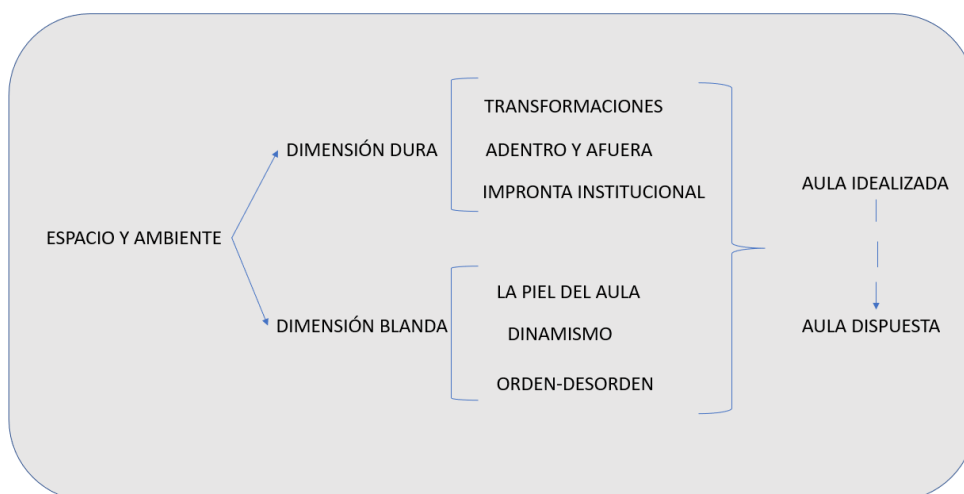 ESPACIO Y AMBIENTE
DIMENSIÓN DURA
TRANSFORMACIONES
ADENTRO Y AFUERA
IMPRONTA INSTITUCIONAL
DIMENSIÓN BLANDA
LA PIEL DEL AULA
DINAMISMO
ORDEN-DESORDEN
AULA IDEALIZADA
AULA DISPUESTA